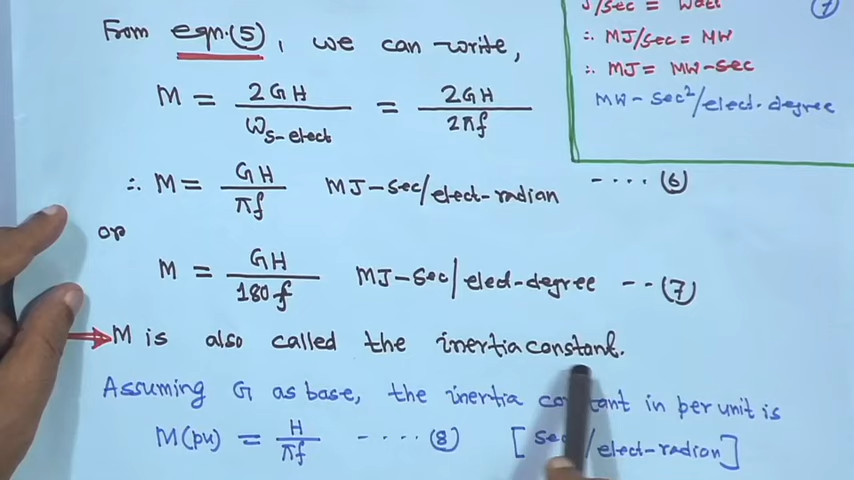 From eqn.(5), we can write,
M = 2GH / ωs-elect = 2GH / 2πf
∴ M = GH / πf MJ-sec/elect-radian ---- (6)
or
M = GH / 180f MJ-sec/elect-degree -- (7)
M is also called the inertia constant.
Assuming G as base, the inertia constant in per unit is
M(pu) = H / πf ---- (8) [sec /elect-radian]
J/sec = watt (7)
∴ MJ/sec = MW
∴ MJ = MW-sec
MW-sec²/elect-degree